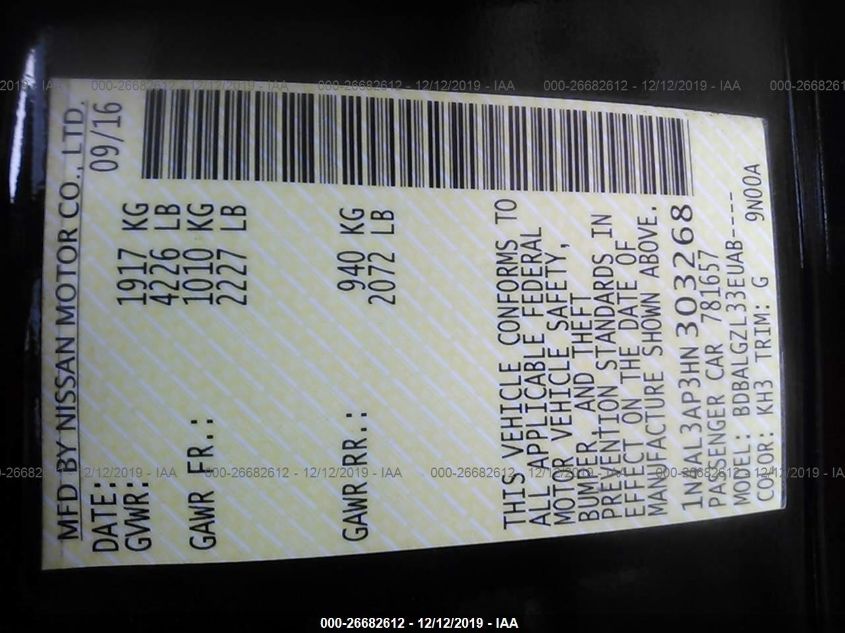 MFD BY NISSAN MOTOR CO., LTD.
DATE: 09/16
GVWR: 1917 KG
4226 LB
GAWR FR.: 1010 KG
2227 LB
GAWR RR.: 940 KG
2072 LB
THIS VEHICLE CONFORMS TO
ALL APPLICABLE FEDERAL
MOTOR VEHICLE SAFETY,
BUMPER, AND THEFT
PREVENTION STANDARDS IN
EFFECT ON THE DATE OF
MANUFACTURE SHOWN ABOVE.
1N4AL3AP3HN303268
PASSENGER CAR 781657
MODEL: BDBALGZL33EUAB----
COLOR: KH3 TRIM: G 9N00A
000-26682612 - 12/12/2019 - IAA